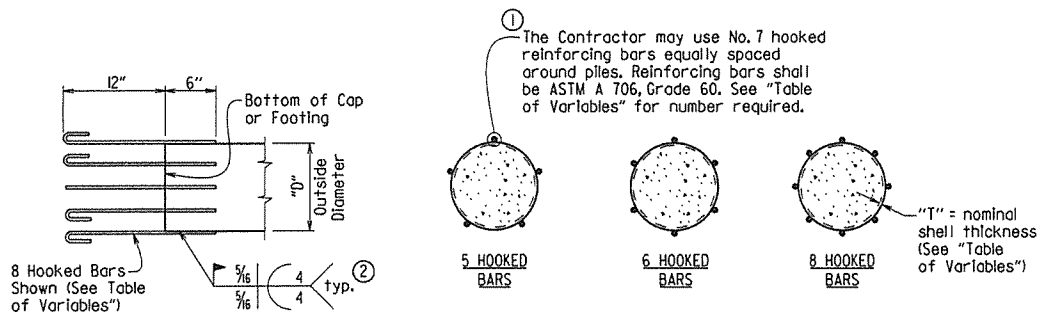 ①
The Contractor may use No. 7 hooked
reinforcing bars equally spaced
around piles. Reinforcing bars shall
be ASTM A 706, Grade 60. See "Table
of Variables" for number required.
12"
6"
Bottom of Cap
or Footing
"D"
Outside
Diameter
8 Hooked Bars
Shown (See Table
of Variables")
5/16
5/16
4
4
typ.
②
5 HOOKED
BARS
6 HOOKED
BARS
8 HOOKED
BARS
"T" = nominal
shell thickness
(See "Table
of Variables")